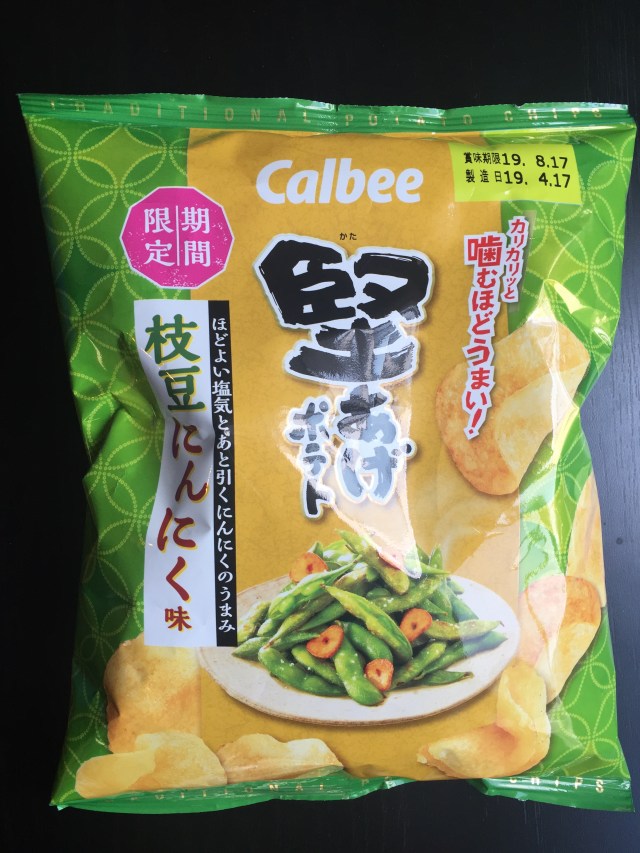 TRADITIONAL POTATO CHIPS
賞味期限19. 8.17
製造日19. 4.17
Calbee
期間
限定
かた
堅あげ
ポテト
カリカリッと
噛むほどうまい!
ほどよい塩気と、あと引くにんにくのうまみ
枝豆にんにく味
CHIPS